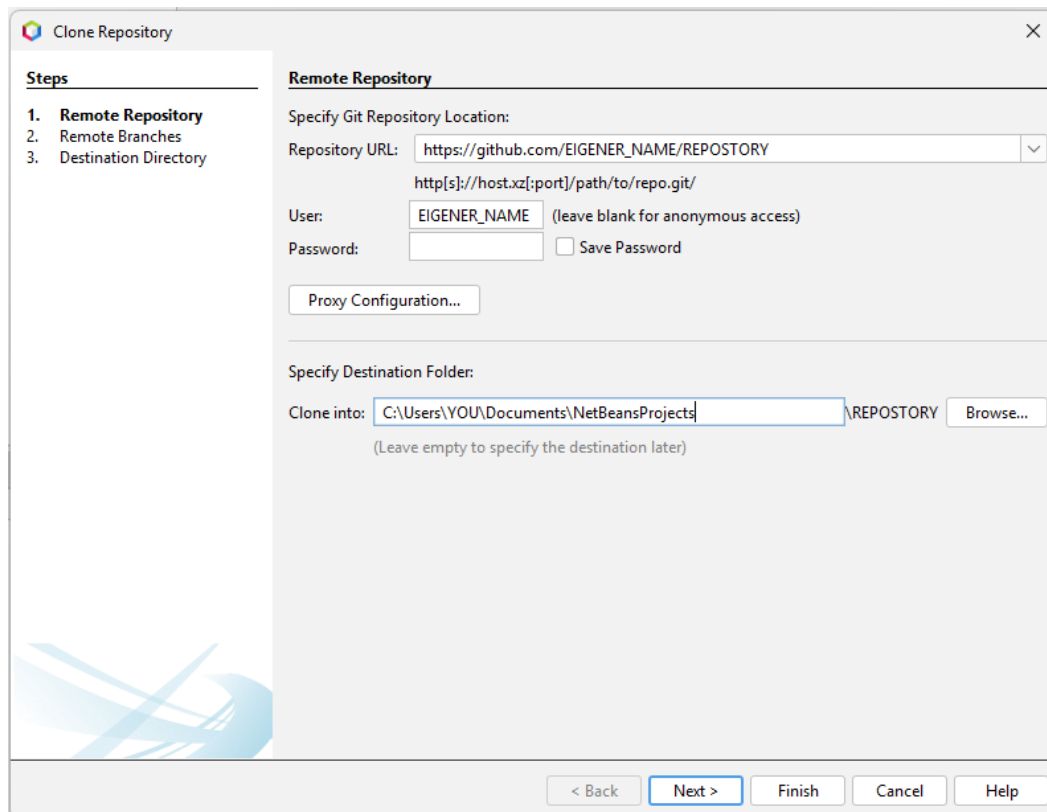 Clone Repository
Steps
1. Remote Repository
2. Remote Branches
3. Destination Directory
Remote Repository
Specify Git Repository Location:
Repository URL: https://github.com/EIGENER_NAME/REPOSTORY
http[s]://host.xz[:port]/path/to/repo.git/
User: EIGENER_NAME (leave blank for anonymous access)
Password: Save Password
Proxy Configuration...
Specify Destination Folder:
Clone into: C:\Users\YOU\Documents\NetBeansProjects \REPOSTORY Browse...
(Leave empty to specify the destination later)
< Back Next > Finish Cancel Help